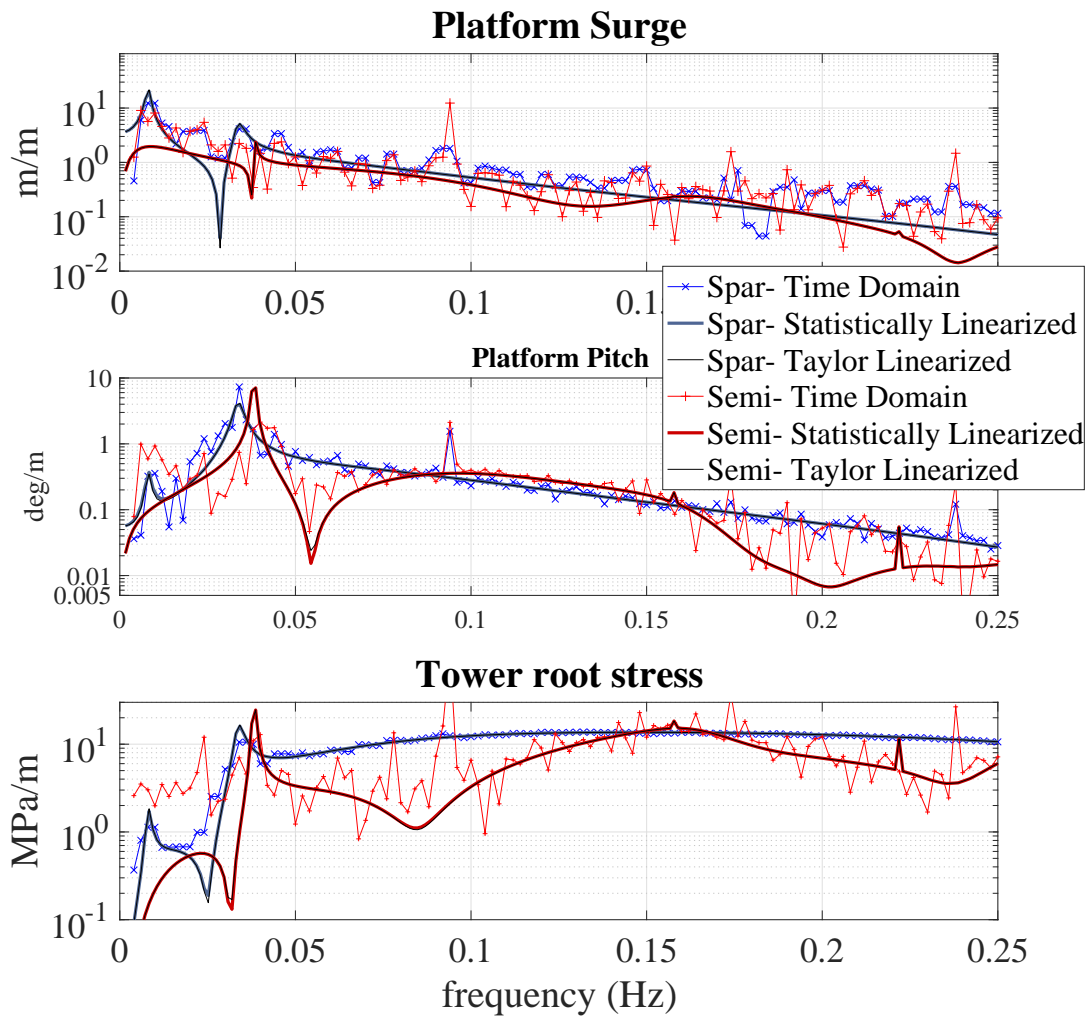 Platform Surge
m/m
10^1
10^0
10^-1
10^-2
0 0.05 0.1 0.1
Spar- Time Domain
Spar- Statistically Linearized
Spar- Taylor Linearized
Semi- Time Domain
Semi- Statistically Linearized
Semi- Taylor Linearized
Platform Pitch
deg/m
10
1
0.1
0.01
0.005
0 0.05 0.1 0.15 0.2 0.25
Tower root stress
MPa/m
10^1
10^0
10^-1
0 0.05 0.1 0.15 0.2 0.25
frequency (Hz)